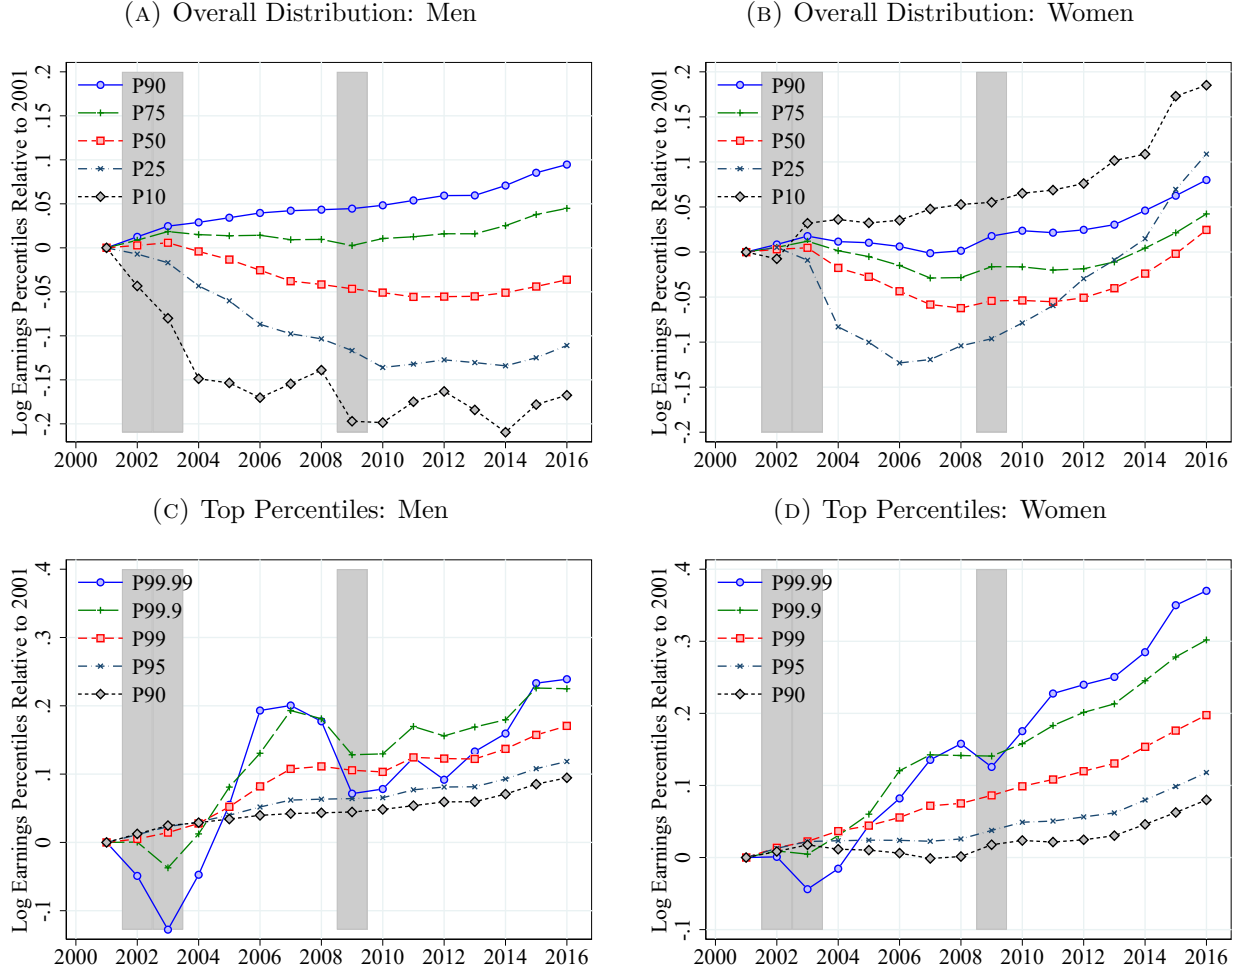 (A) Overall Distribution: Men
Log Earnings Percentiles Relative to 2001
.2
.15
.1
.05
0
-.05
-.1
-.15
-.2
P90
P75
P50
P25
P10
2000 2002 2004 2006 2008 2010 2012 2014 2016
(B) Overall Distribution: Women
Log Earnings Percentiles Relative to 2001
.2
.15
.1
.05
0
-.05
-.1
-.15
-.2
P90
P75
P50
P25
P10
2000 2002 2004 2006 2008 2010 2012 2014 2016
(C) Top Percentiles: Men
Log Earnings Percentiles Relative to 2001
.4
.3
.2
.1
0
-.1
P99.99
P99.9
P99
P95
P90
2000 2002 2004 2006 2008 2010 2012 2014 2016
(D) Top Percentiles: Women
Log Earnings Percentiles Relative to 2001
.4
.3
.2
.1
0
-.1
P99.99
P99.9
P99
P95
P90
2000 2002 2004 2006 2008 2010 2012 2014 2016